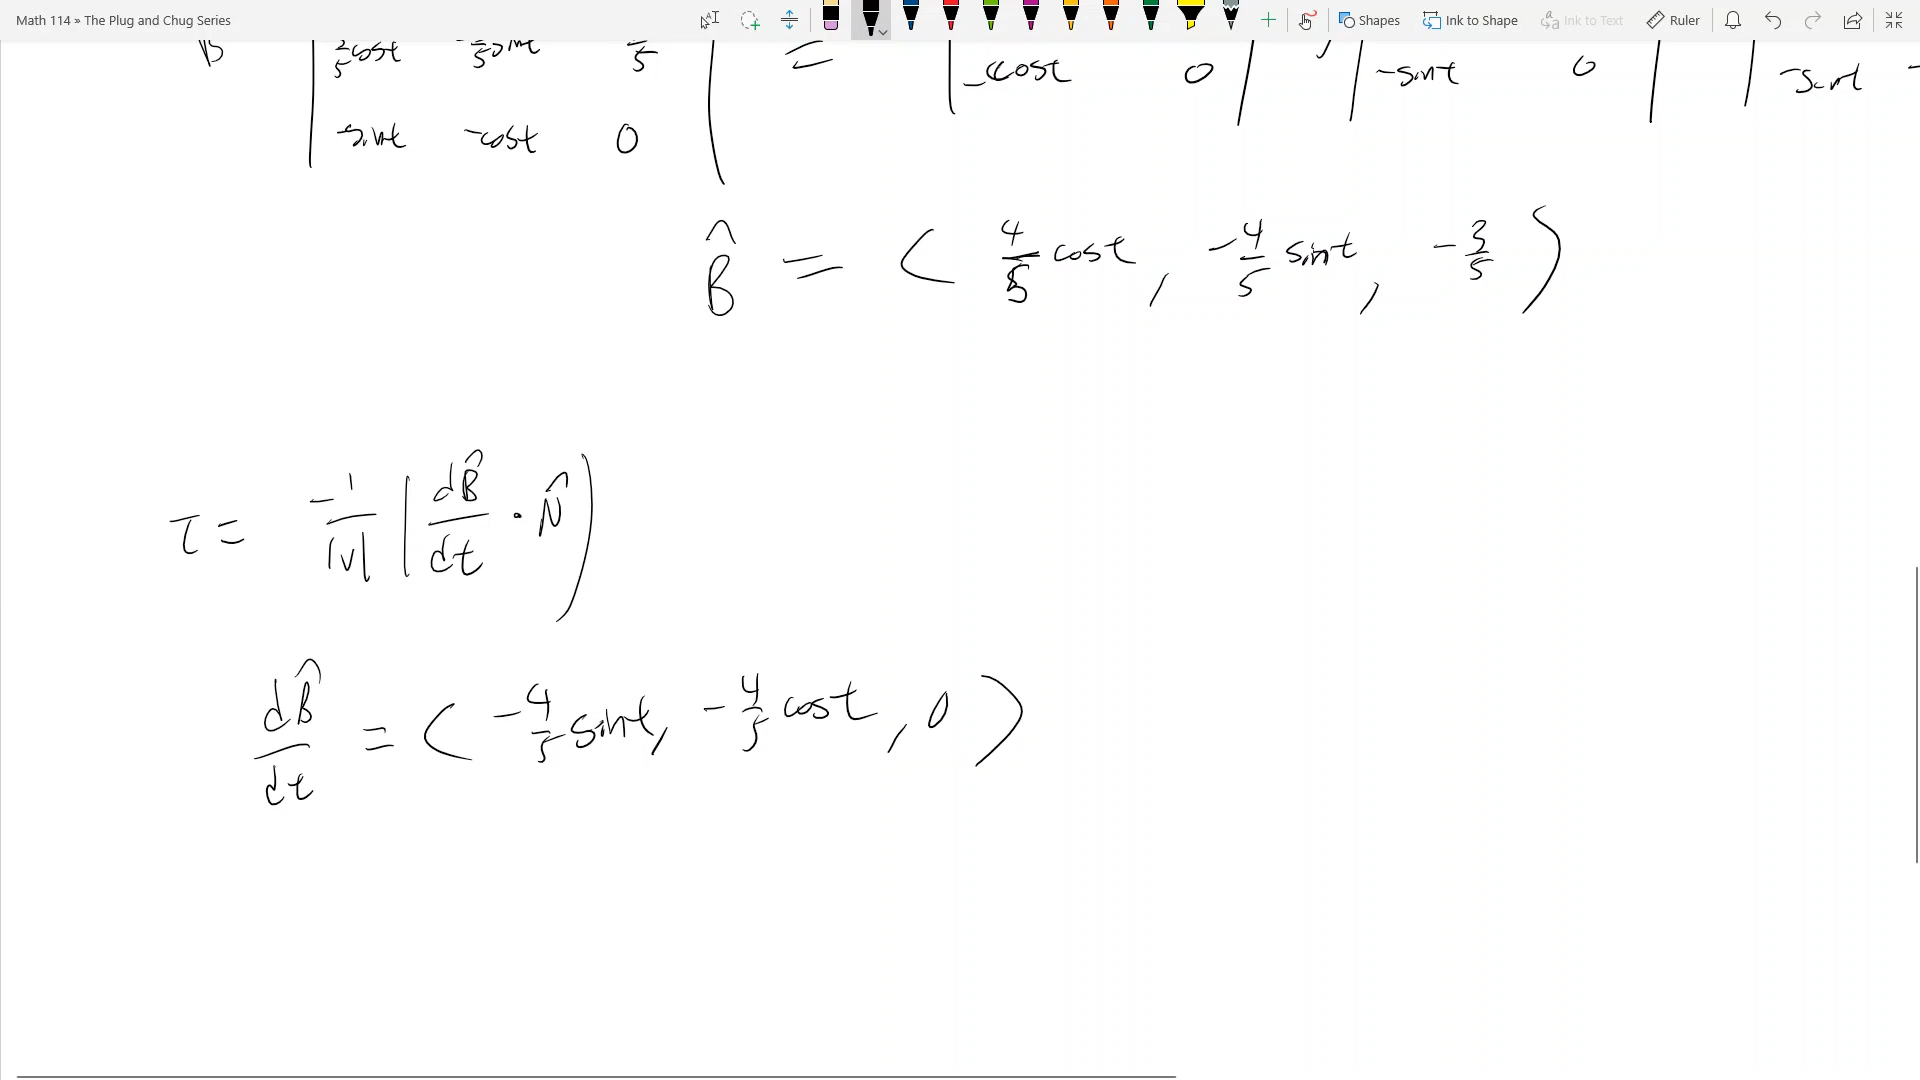 Math 114 » The Plug and Chug Series
Shapes Ink to Shape Ink to Text Ruler
B | 3/5 cost -3/5 sint 4/5 | = | -cost 0 | , | -sint 0 | | -sint -
-sint -cost 0
B̂ = ( 4/5 cost , -4/5 sint , -3/5 )
τ = -1/|v| ( dB̂/dt · N̂ )
dB̂/dt = ( -4/5 sint, -4/5 cost , 0 )